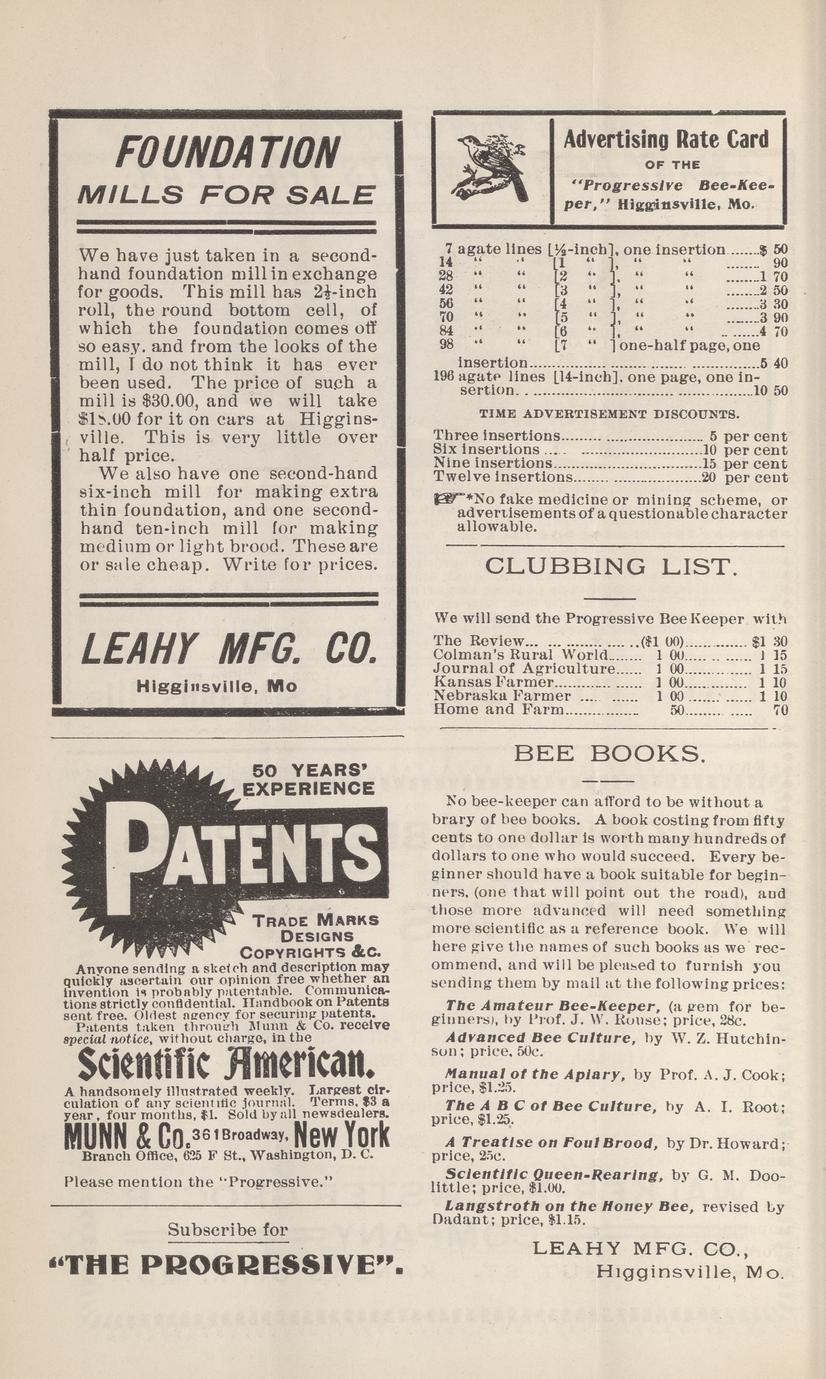 FOUNDATION
MILLS FOR SALE
We have just taken in a second-
hand foundation mill in exchange
for goods. This mill has 2½-inch
roll, the round bottom cell, of
which the foundation comes off
so easy. and from the looks of the
mill, I do not think it has ever
been used. The price of such a
mill is $30.00, and we will take
for it on cars at Higgins-
ville. This is very little over
half price.
We also have one second-hand
six-inch mill for making extra
thin foundation, and one second-
hand ten-inch mill for making
medium or light brood. These are
or sale cheap. Write for prices.
LEAHY MFG. CO.
Higginsville, Mo
50 YEARS'
EXPERIENCE
PATENTS
TRADE MARKS
DESIGNS
COPYRIGHTS &C.
Anyone sending a sketch and description may
quickly ascertain our opinion free whether an
invention is probably patentable. Communica-
tions strictly confidential. Handbook on Patents
sent free. Oldest agency for securing patents.
Patents taken through Munn & Co. receive
special notice, without charge, in the
Scientific American.
A handsomely illustrated weekly. Largest cir-
culation of any scientific journal. Terms, $3 a
year, four months, $1. Sold by all newsdealers.
MUNN & Co. 361 Broadway, New York
Branch Office, 625 F St., Washington, D. C.
Please mention the "Progressive."
Subscribe for
"THE PROGRESSIVE".
Advertising Rate Card
OF THE
"Progressive Bee-Kee-
per," Higginsville, Mo.
7 agate lines [½-inch], one insertion.......$ 50
14 " " [1 " ], " " ........ 90
28 " " [2 " ], " " ........1 70
42 " " [3 " ], " " ........2 50
56 " " [4 " ], " " ........3 30
70 " " [5 " ], " " ........3 90
84 " " [6 " ], " " ........4 70
98 " " [7 " ] one-half page, one
insertion........................................5 40
196 agate lines [14-inch], one page, one in-
sertion..........................................10 50
TIME ADVERTISEMENT DISCOUNTS.
Three insertions.......................... 5 per cent
Six insertions ..........................10 per cent
Nine insertions..........................15 per cent
Twelve insertions........................20 per cent
☞*No fake medicine or mining scheme, or
advertisements of a questionable character
allowable.
CLUBBING LIST.
We will send the Progressive Bee Keeper with
The Review.....................($1 00).............$1 30
Colman's Rural World....... 1 00............. 1 15
Journal of Agriculture...... 1 00............. 1 15
Kansas Farmer................ 1 00............. 1 10
Nebraska Farmer ............ 1 00............. 1 10
Home and Farm............... 50............. 70
BEE BOOKS.
No bee-keeper can afford to be without a
brary of bee books. A book costing from fifty
cents to one dollar is worth many hundreds of
dollars to one who would succeed. Every be-
ginner should have a book suitable for begin-
ners, (one that will point out the road), and
those more advanced will need something
more scientific as a reference book. We will
here give the names of such books as we rec-
ommend, and will be pleased to furnish you
sending them by mail at the following prices:
The Amateur Bee-Keeper, (a gem for be-
ginners), by Prof. J. W. Rouse; price, 28c.
Advanced Bee Culture, by W. Z. Hutchin-
son; price, 50c.
Manual of the Apiary, by Prof. A. J. Cook;
price, $1.25.
The A B C of Bee Culture, by A. I. Root;
price, $1.25.
A Treatise on Foul Brood, by Dr. Howard;
price, 25c.
Scientific Queen-Rearing, by G. M. Doo-
little; price, $1.00.
Langstroth on the Honey Bee, revised by
Dadant; price, $1.15.
LEAHY MFG. CO.,
Higginsville, Mo.